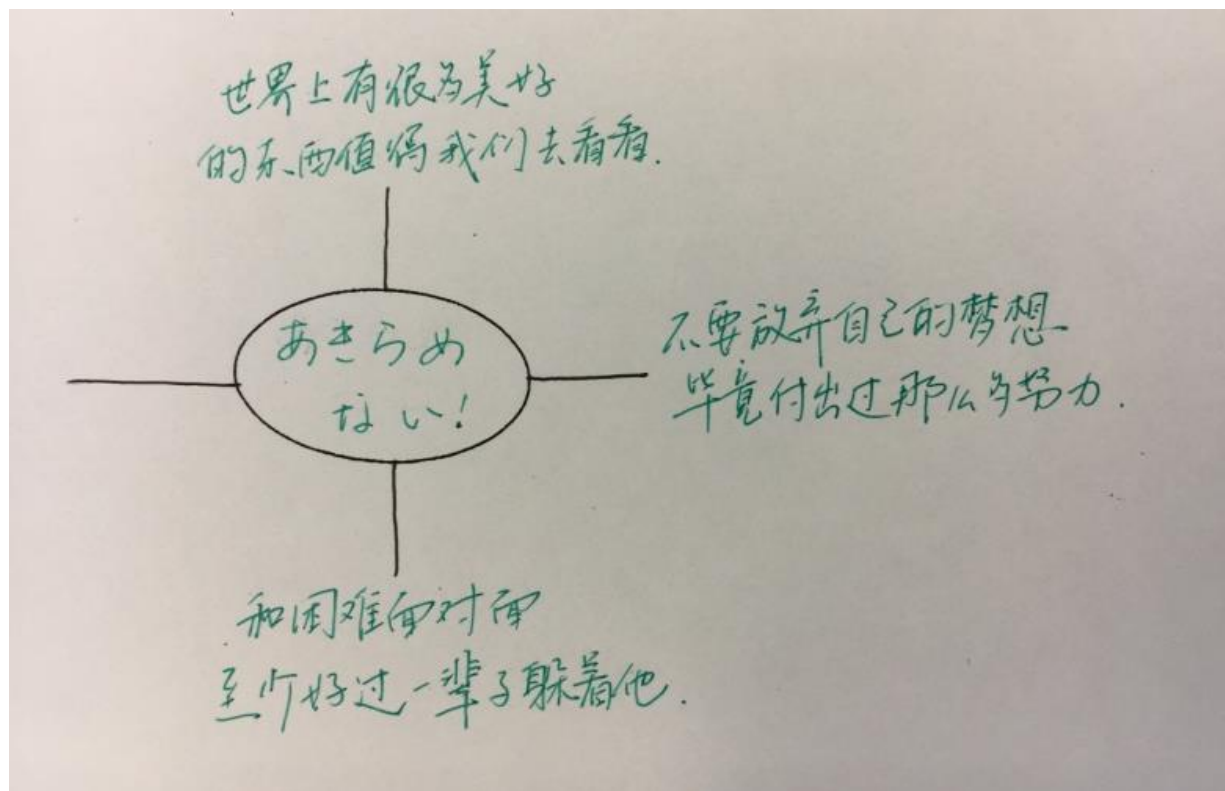 世界上有很多美好
的东西值得我们去看看.
あきらめ
ない!
不要放弃自己的梦想
毕竟付出过那么多努力.
和困难面对面
至少好过一辈子躲着他.